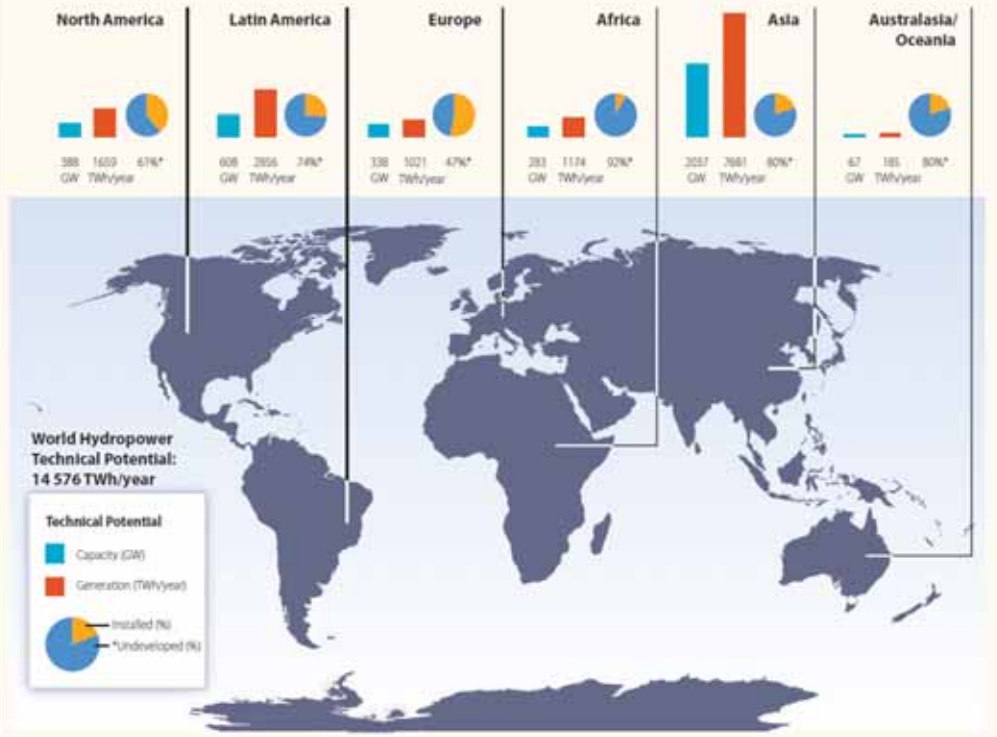 North America
388 1659 61%*
GW TWh/year
Latin America
608 2856 74%*
GW TWh/year
Europe
338 1021 47%*
GW TWh/year
Africa
283 1174 92%*
GW TWh/year
Asia
2037 7681 80%*
GW TWh/year
Australasia/
Oceania
67 185 80%*
GW TWh/year
World Hydropower
Technical Potential:
14 576 TWh/year
Technical Potential
Capacity (GW)
Generation (TWh/year)
Installed (%)
*Undeveloped (%)